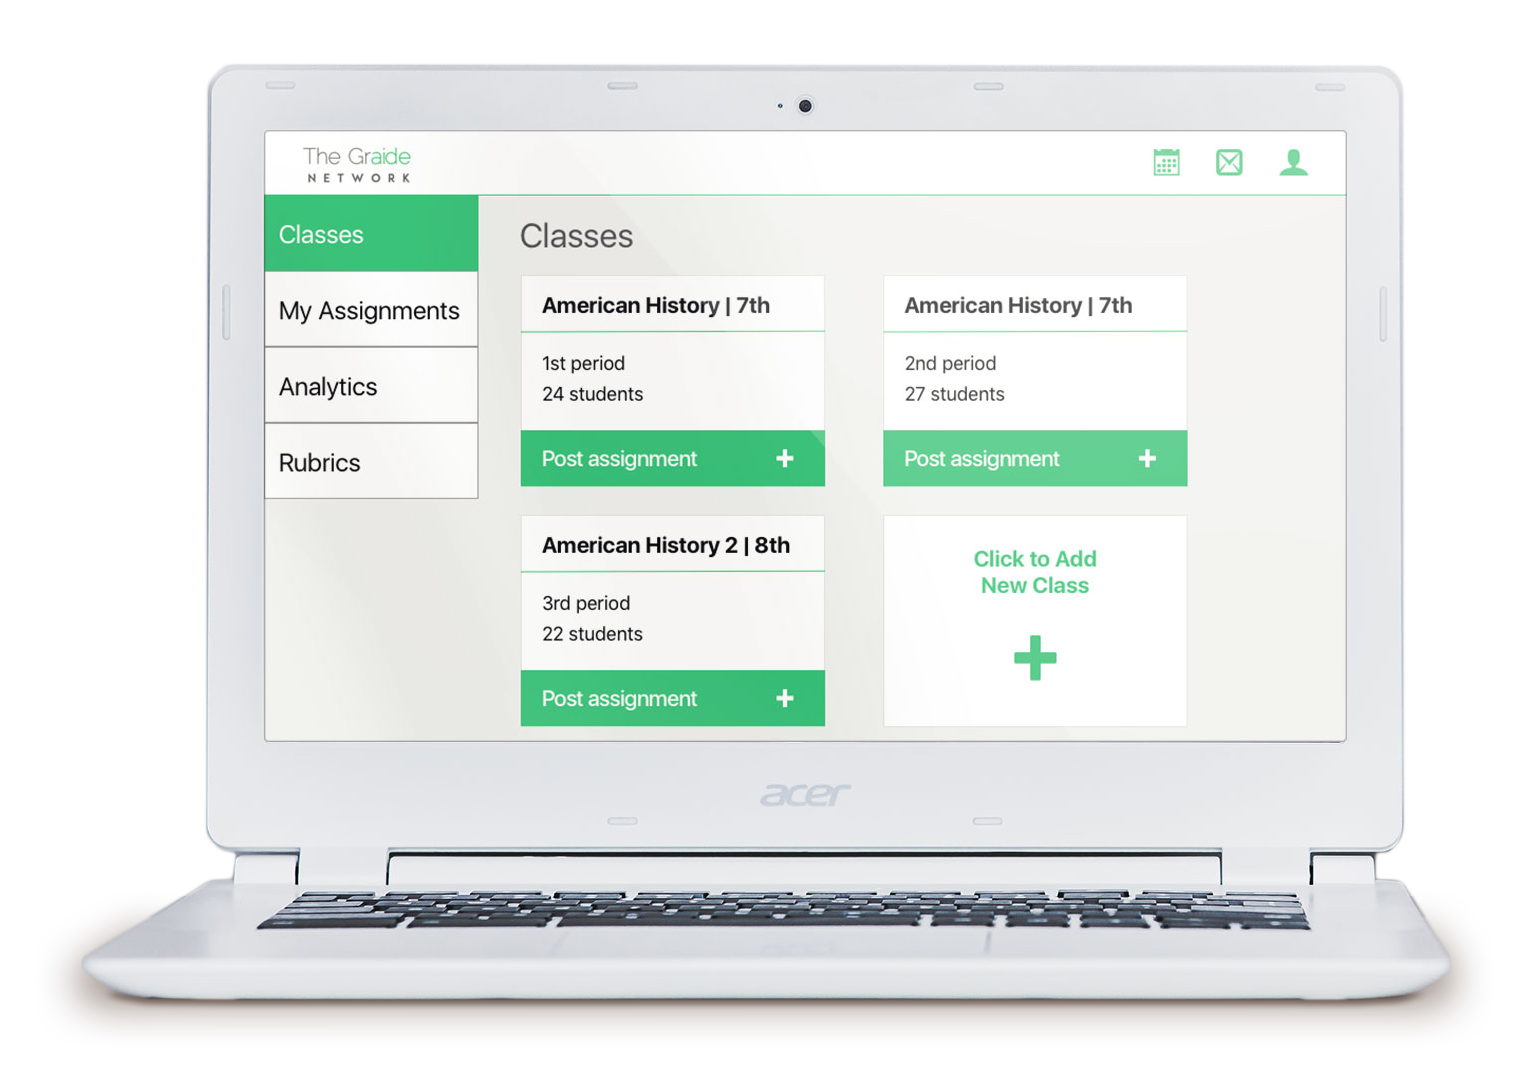 The Graide
NETWORK
Classes
My Assignments
Analytics
Rubrics
Classes
American History | 7th
1st period
24 students
Post assignment +
American History | 7th
2nd period
27 students
Post assignment +
American History 2 | 8th
3rd period
22 students
Post assignment +
Click to Add
New Class
+
acer